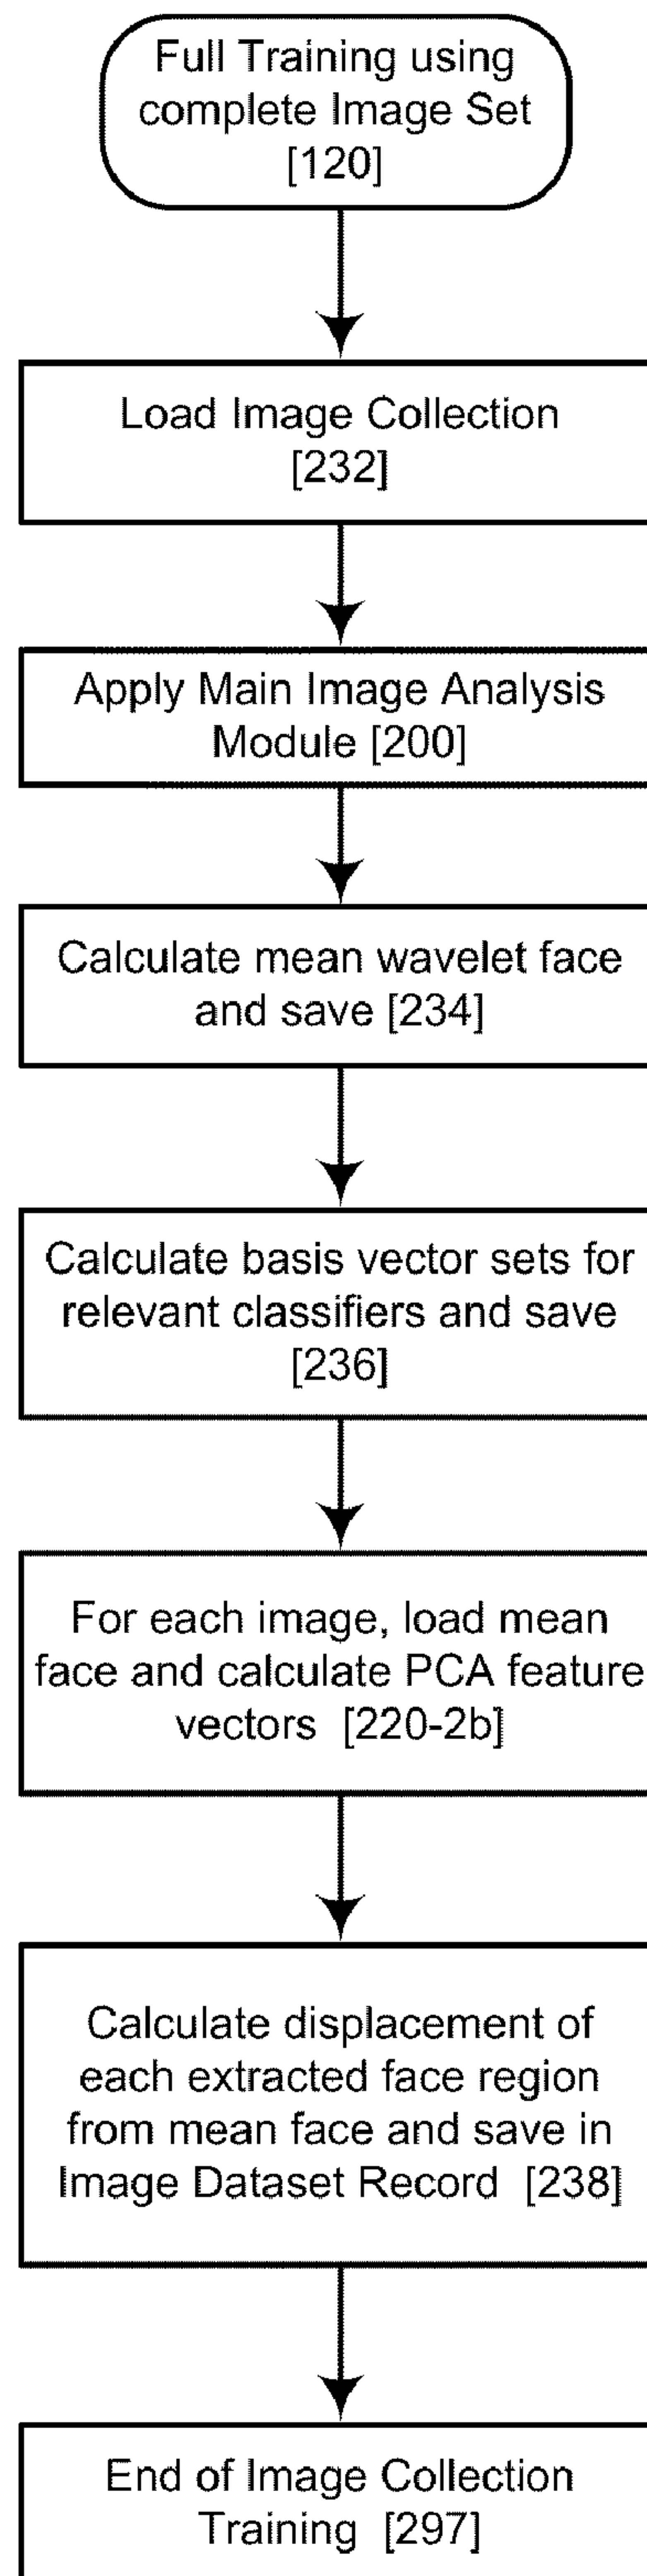 Full Training using
complete Image Set
[120]
Load Image Collection
[232]
Apply Main Image Analysis
Module [200]
Calculate mean wavelet face
and save [234]
Calculate basis vector sets for
relevant classifiers and save
[236]
For each image, load mean
face and calculate PCA feature
vectors [220-2b]
Calculate displacement of
each extracted face region
from mean face and save in
Image Dataset Record [238]
End of Image Collection
Training [297]